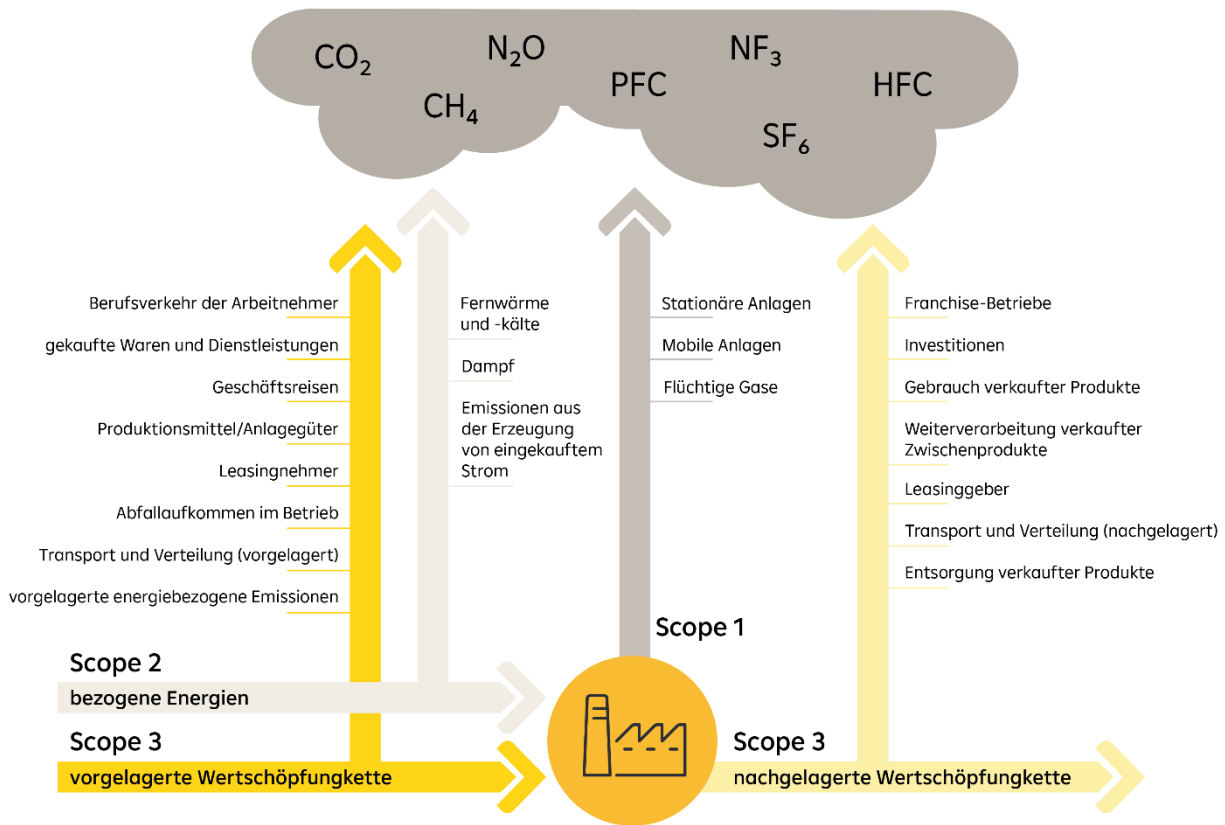 CO₂
N₂O
NF₃
CH₄
PFC
HFC
SF₆
Berufsverkehr der Arbeitnehmer
gekaufte Waren und Dienstleistungen
Geschäftsreisen
Produktionsmittel/Anlagegüter
Leasingnehmer
Abfallaufkommen im Betrieb
Transport und Verteilung (vorgelagert)
vorgelagerte energiebezogene Emissionen
Fernwärme
und -kälte
Dampf
Emissionen aus
der Erzeugung
von eingekauftem
Strom
Stationäre Anlagen
Mobile Anlagen
Flüchtige Gase
Franchise-Betriebe
Investitionen
Gebrauch verkaufter Produkte
Weiterverarbeitung verkaufter
Zwischenprodukte
Leasinggeber
Transport und Verteilung (nachgelagert)
Entsorgung verkaufter Produkte
Scope 1
Scope 2
bezogene Energien
Scope 3
vorgelagerte Wertschöpfungkette
Scope 3
nachgelagerte Wertschöpfungkette